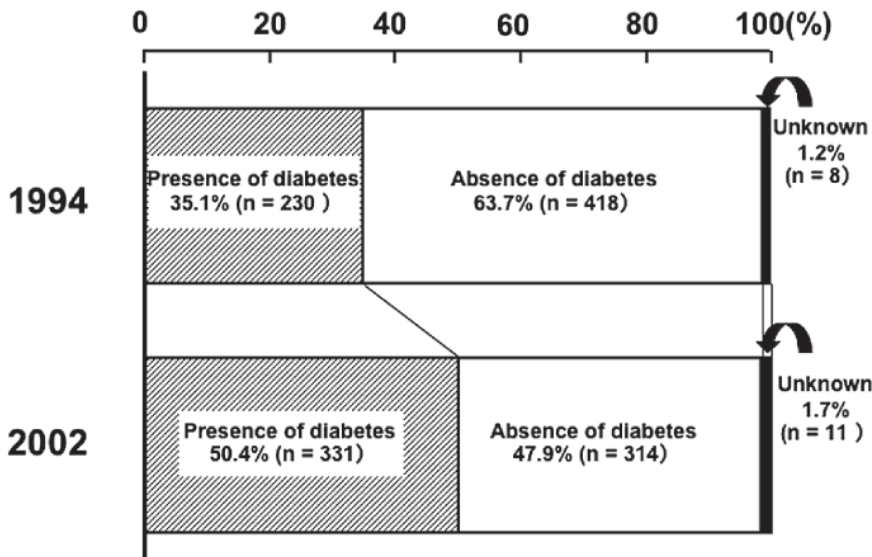 0 20 40 60 80 100(%)
Unknown
1.2%
(n = 8)
1994
Presence of diabetes
35.1% (n = 230 )
Absence of diabetes
63.7% (n = 418)
Unknown
1.7%
(n = 11 )
2002
Presence of diabetes
50.4% (n = 331)
Absence of diabetes
47.9% (n = 314)